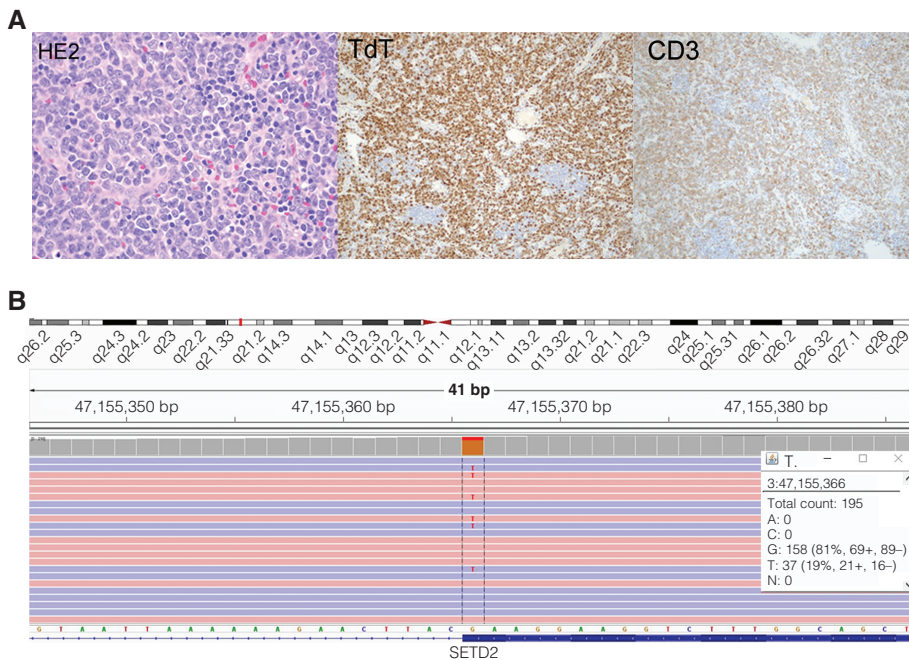 A
HE2
TdT
CD3
B
q26.2 q25.3 q24.3 q24.2 q23 q22.2 q21.33 q21.2 q14.3 q14.1 q13 q12.3 q12.2 q11.2 q11.1 q12.1 q13.11 q13.2 q13.32 q21.2 q21.1 q22.3 q24 q25.1 q25.31 q26.1 q26.2 q26.32 q27.1 q28 q29
41 bp
47,155,350 bp 47,155,360 bp 47,155,370 bp 47,155,380 bp
T
T
T
T
T
T
T.
3:47,155,366
Total count: 195
A: 0
C: 0
G: 158 (81%, 69+, 89–)
T: 37 (19%, 21+, 16–)
N: 0
G T A A T T A A A A A A G A A C T T A C G A A G G A A G G T C T T T G G C A G C T
SETD2